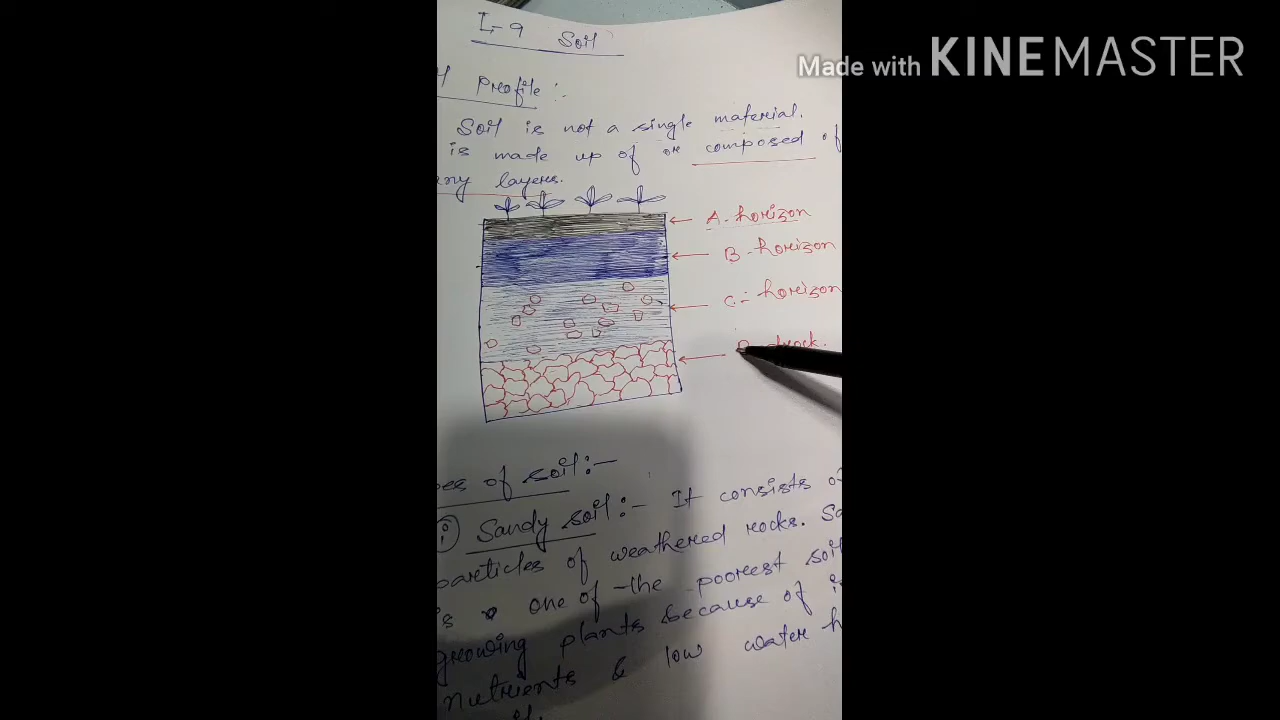 Made with KINEMASTER
L-9 Soil
Profile:-
Soil is not a single material.
is made up of or composed of
layers.
A-horizon
B-horizon
C:- horizon
of soil:-
(i) Sandy soil:- It consists of
particles of weathered rocks.
is one of the poorest soil
growing plants because of
nutrients & low water